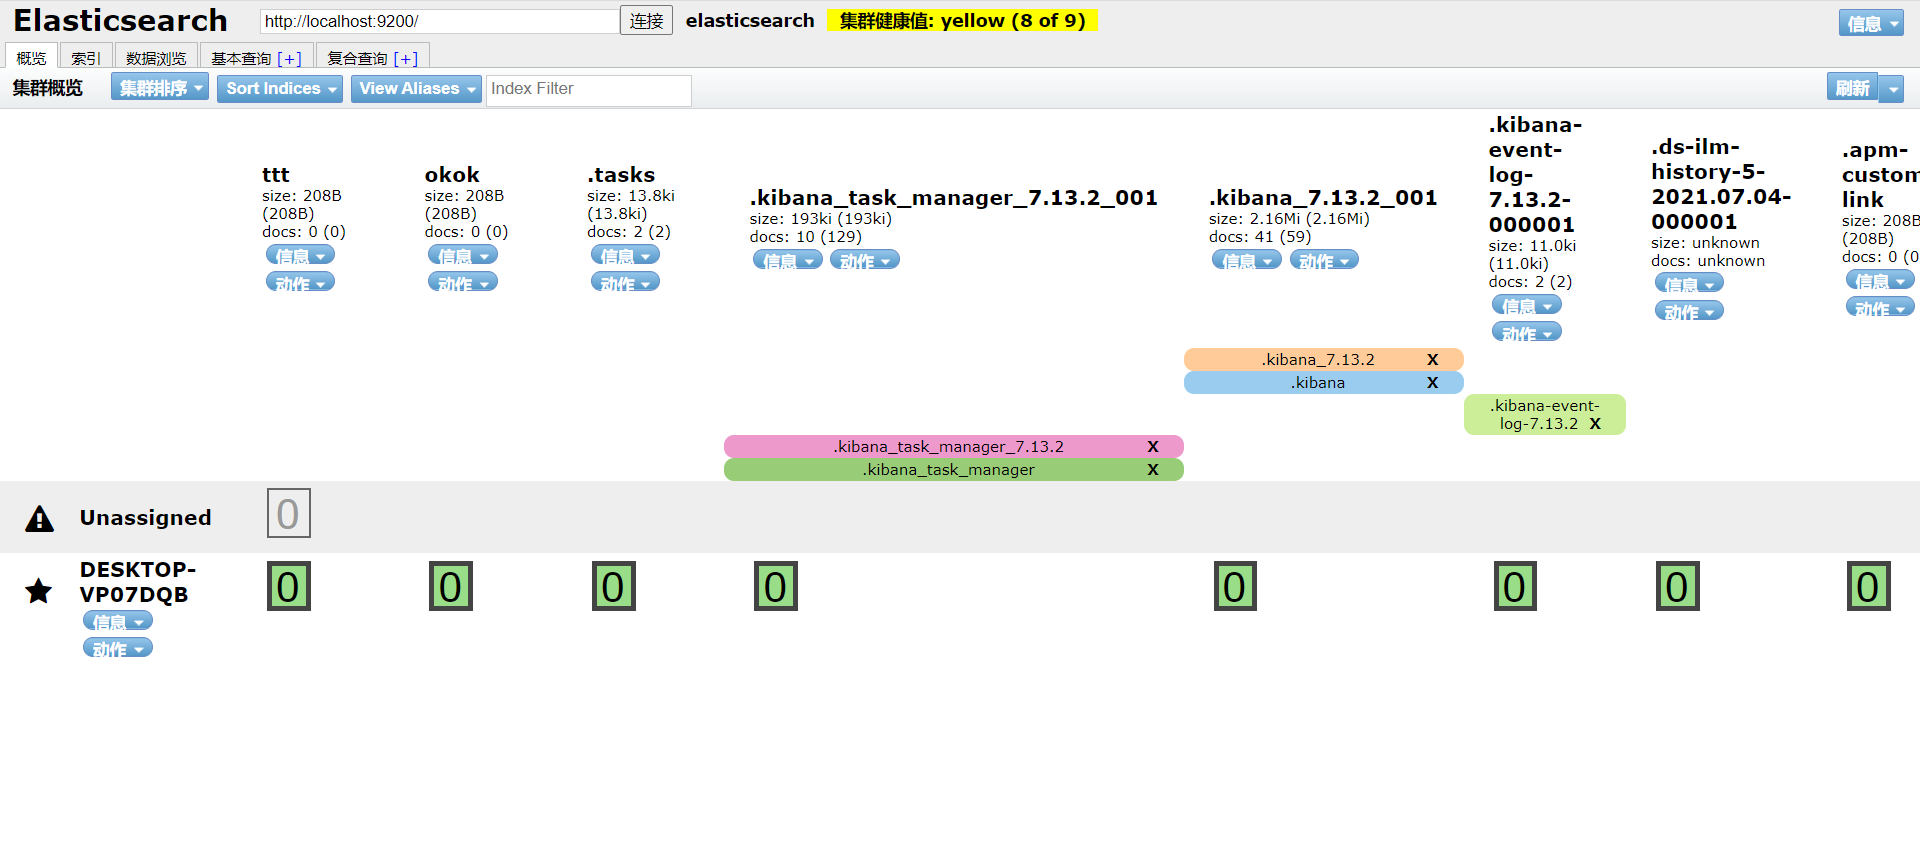 Elasticsearch
http://localhost:9200/
连接
elasticsearch
集群健康值: yellow (8 of 9)
信息
概览
索引
数据浏览
基本查询 [+]
复合查询 [+]
集群概览
集群排序
Sort Indices
View Aliases
Index Filter
刷新
ttt
size: 208B
(208B)
docs: 0 (0)
信息
动作
okok
size: 208B
(208B)
docs: 0 (0)
信息
动作
.tasks
size: 13.8ki
(13.8ki)
docs: 2 (2)
信息
动作
.kibana_task_manager_7.13.2_001
size: 193ki (193ki)
docs: 10 (129)
信息
动作
.kibana_7.13.2_001
size: 2.16Mi (2.16Mi)
docs: 41 (59)
信息
动作
.kibana-
event-
log-
7.13.2-
000001
size: 11.0ki
(11.0ki)
docs: 2 (2)
信息
动作
.ds-ilm-
history-5-
2021.07.04-
000001
size: unknown
docs: unknown
信息
动作
.apm-
custom
link
size: 208B
(208B)
docs: 0 (0
信息
动作
.kibana_7.13.2 X
.kibana X
.kibana-event-
log-7.13.2 X
.kibana_task_manager_7.13.2 X
.kibana_task_manager X
Unassigned
0
DESKTOP-
VP07DQB
信息
动作
0
0
0
0
0
0
0
0